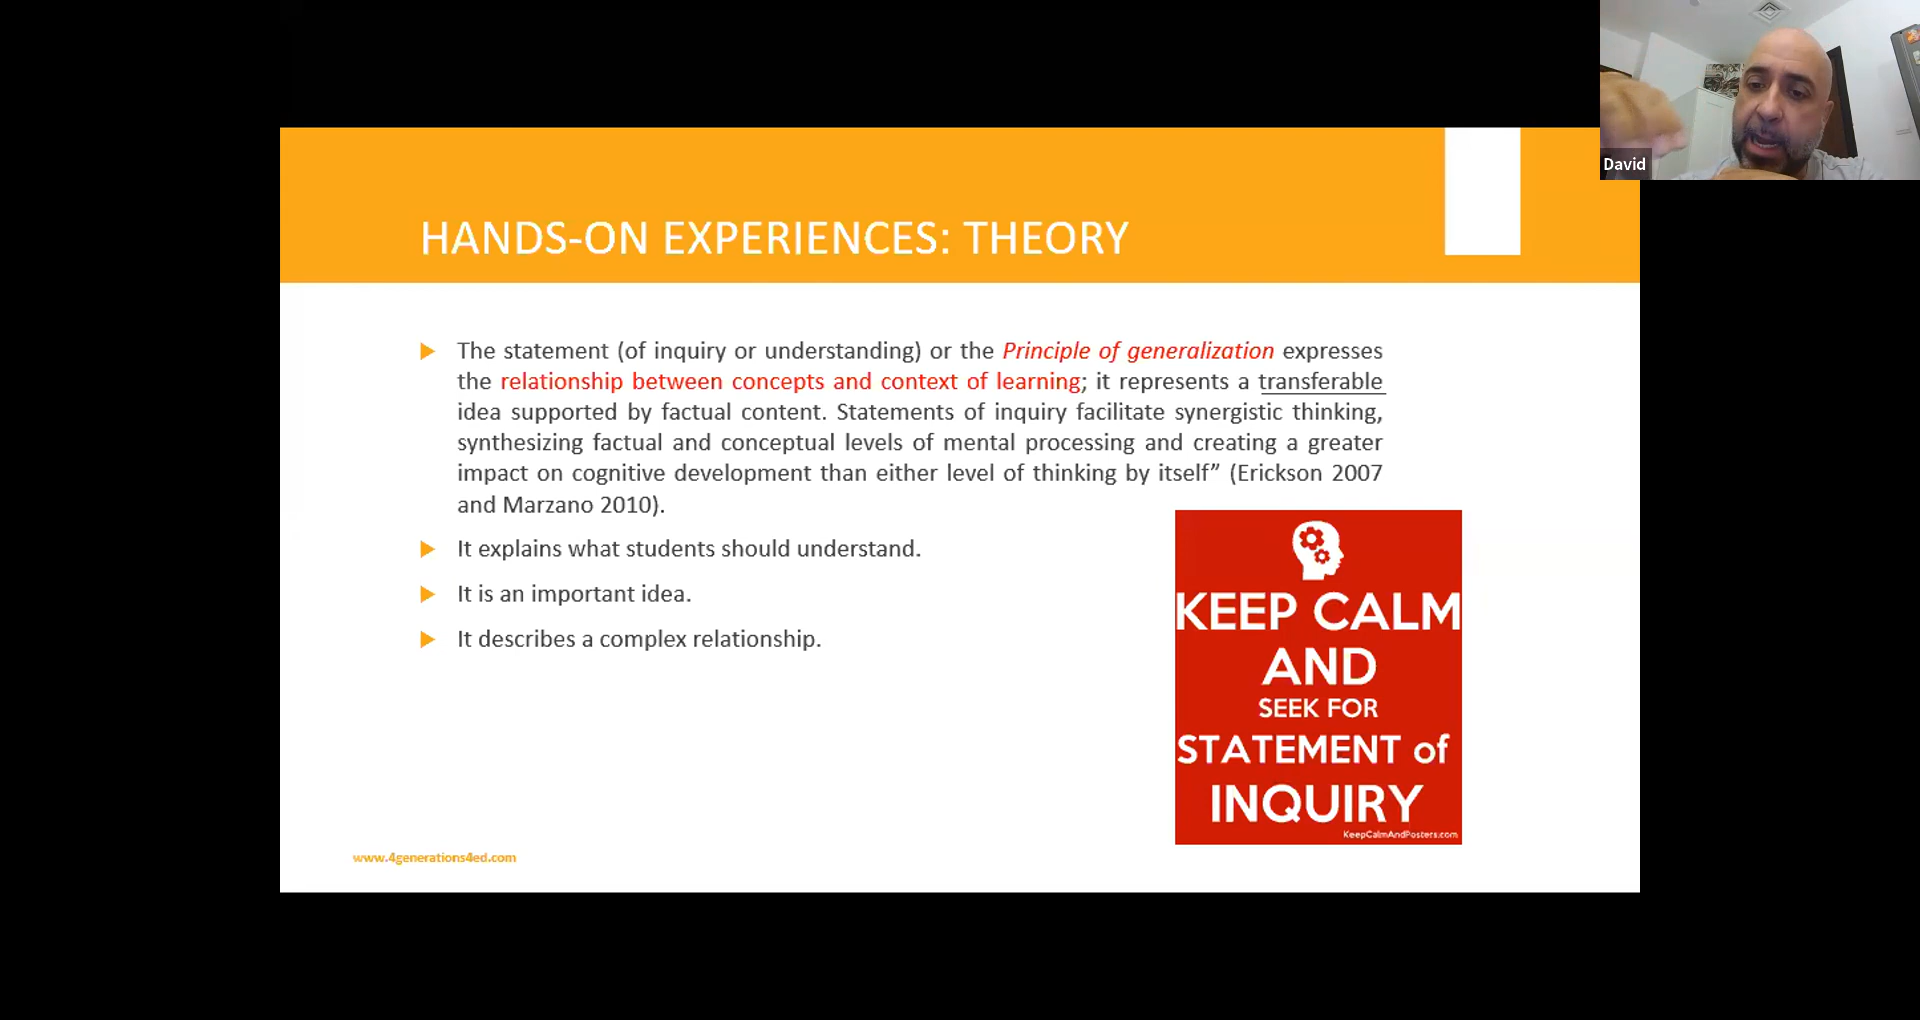 David
HANDS-ON EXPERIENCES: THEORY
The statement (of inquiry or understanding) or the Principle of generalization expresses
the relationship between concepts and context of learning; it represents a transferable
idea supported by factual content. Statements of inquiry facilitate synergistic thinking,
synthesizing factual and conceptual levels of mental processing and creating a greater
impact on cognitive development than either level of thinking by itself” (Erickson 2007
and Marzano 2010).
It explains what students should understand.
It is an important idea.
It describes a complex relationship.
KEEP CALM
AND
SEEK FOR
STATEMENT of
INQUIRY
KeepCalmAndPosters.com
www.4generations4ed.com